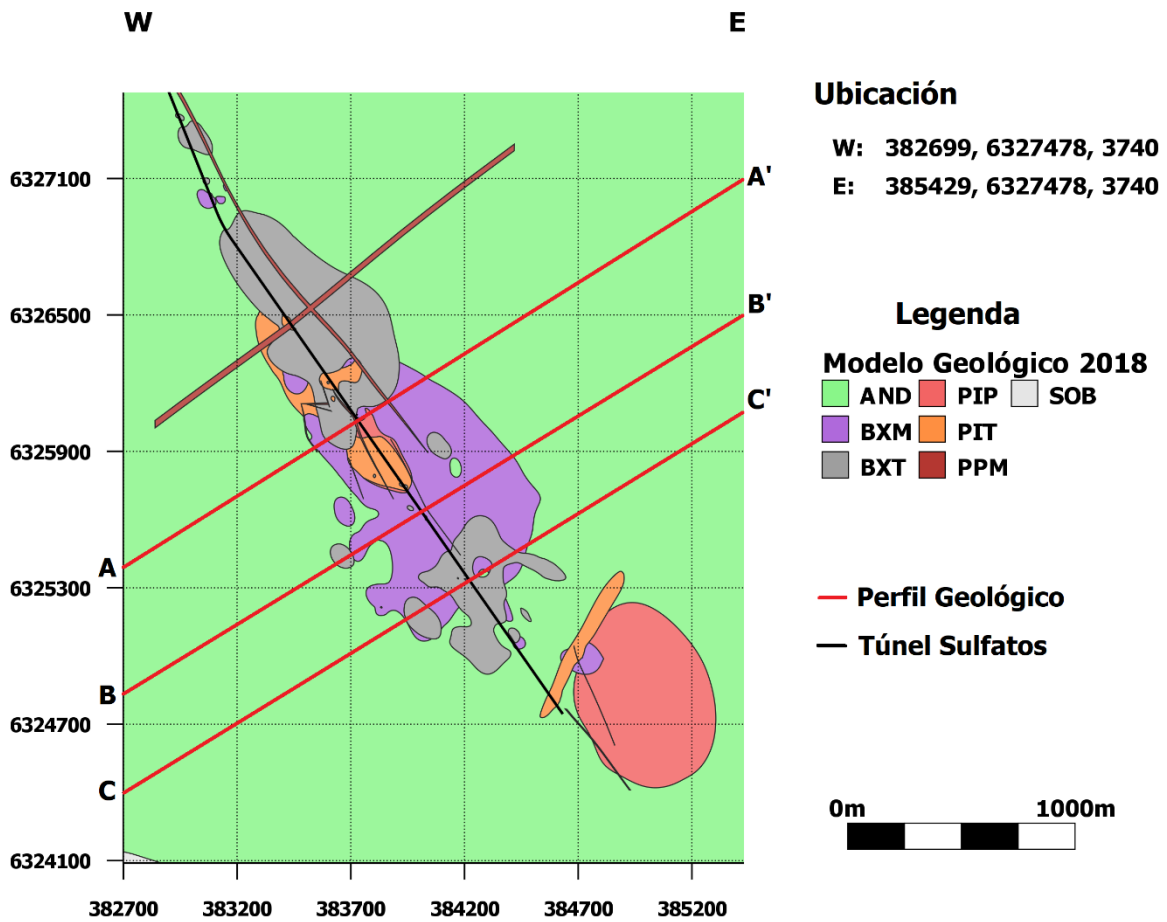 W E
Ubicación
W: 382699, 6327478, 3740
E: 385429, 6327478, 3740
6327100
A'
6326500
B'
Legenda
Modelo Geológico 2018
AND PIP SOB
BXM PIT
BXT PPM
C'
6325900
A
6325300
Perfil Geológico
Túnel Sulfatos
B
6324700
C
0m 1000m
6324100
382700 383200 383700 384200 384700 385200